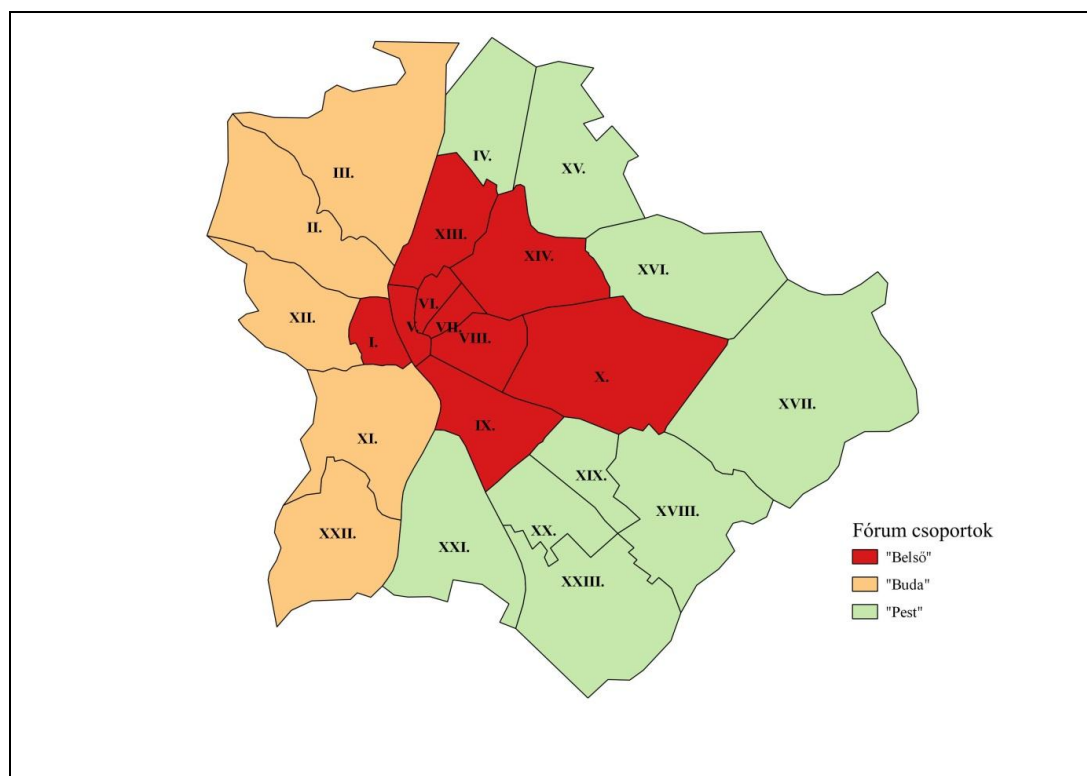 IV.
XV.
III.
II.
XIII.
XIV.
XVI.
VI.
XII.
V.
VII.
VIII.
I.
X.
XVII.
IX.
XI.
XIX.
XVIII.
XXII.
XXI.
XX.
XXIII.
Fórum csoportok
"Belső"
"Buda"
"Pest"